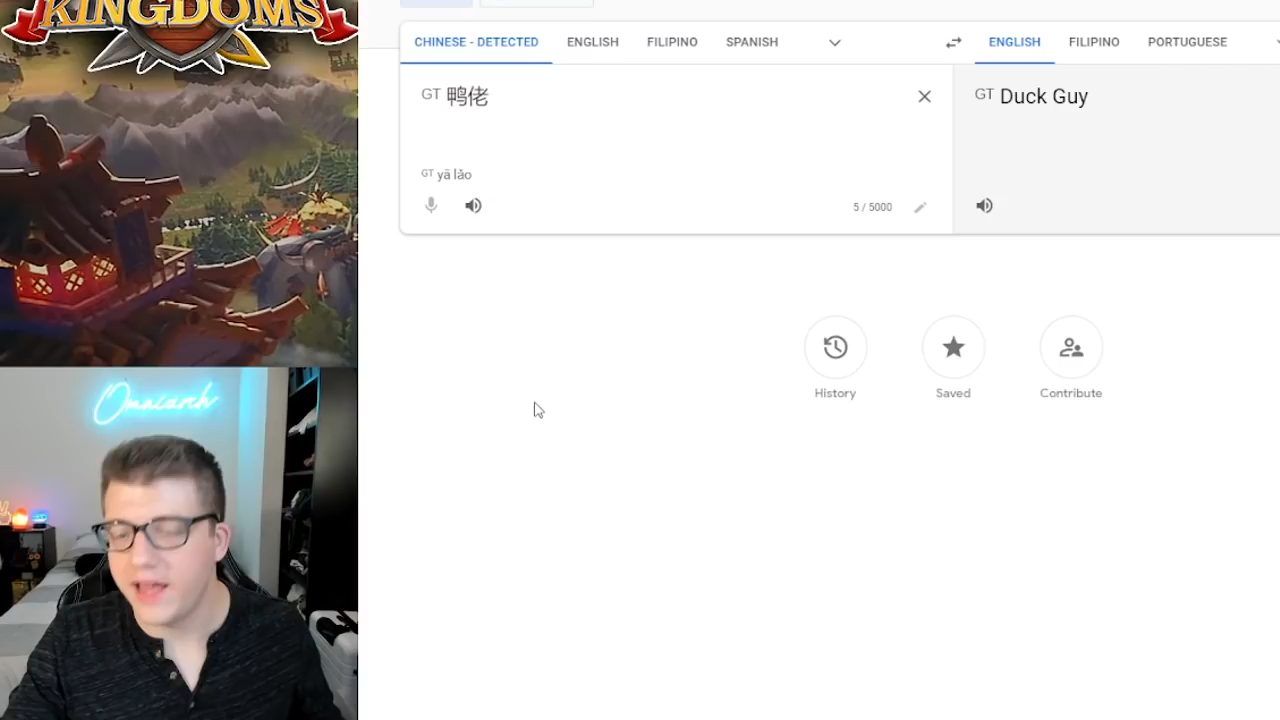 KINGDOMS
CHINESE - DETECTED
ENGLISH
FILIPINO
SPANISH
ENGLISH
FILIPINO
PORTUGUESE
GT 鸭佬
GT Duck Guy
GT yā lǎo
5 / 5000
History
Saved
Contribute
Omniarch